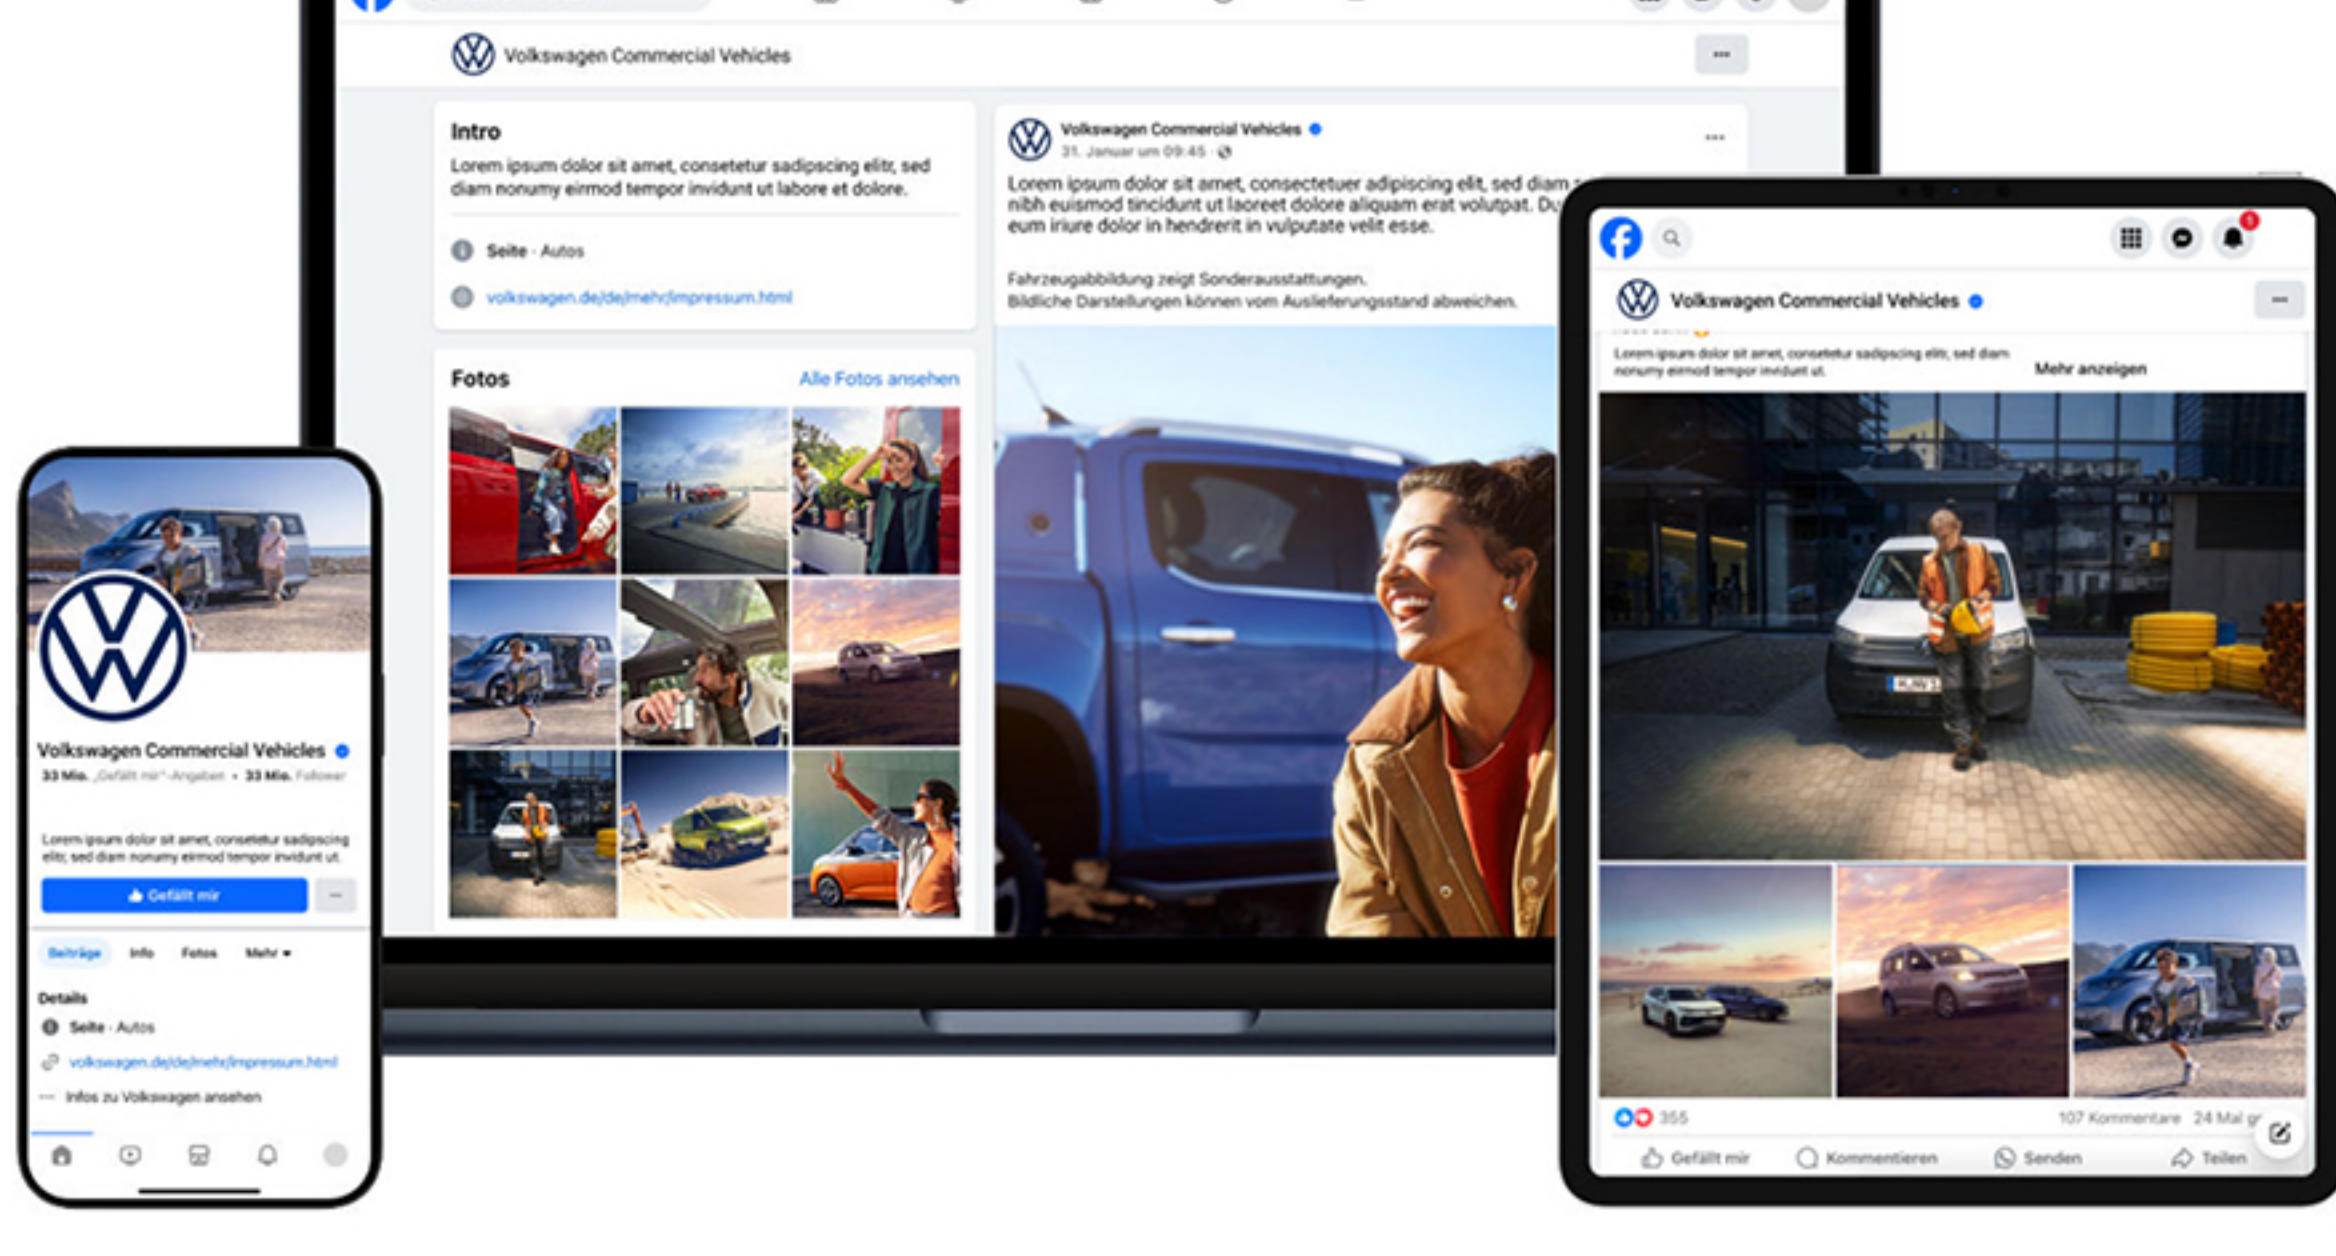 Volkswagen Commercial Vehicles
...
Intro
Lorem ipsum dolor sit amet, consetetur sadipscing elitr, sed
diam nonumy eirmod tempor invidunt ut labore et dolore.
Seite · Autos
volkswagen.de/de/mehr/impressum.html
Fotos
Alle Fotos ansehen
Volkswagen Commercial Vehicles
31. Januar um 09:45 ·
Lorem ipsum dolor sit amet, consectetuer adipiscing elit, sed diam
nibh euismod tincidunt ut laoreet dolore aliquam erat volutpat.
eum iriure dolor in hendrerit in vulputate velit esse.
Fahrzeugabbildung zeigt Sonderausstattungen.
Bildliche Darstellungen können vom Auslieferungsstand abweichen.
Volkswagen Commercial Vehicles
33 Mio. „Gefällt mir“-Angaben • 33 Mio. Follower
Lorem ipsum dolor sit amet, consetetur sadipscing
elitr, sed diam nonumy eirmod tempor invidunt ut.
Gefällt mir
Beiträge Info Fotos Mehr
Details
Seite · Autos
volkswagen.de/de/mehr/impressum.html
Infos zu Volkswagen ansehen
Volkswagen Commercial Vehicles
Lorem ipsum dolor sit amet, consetetur sadipscing elitr, sed diam
nonumy eirmod tempor invidunt ut.
Mehr anzeigen
355
107 Kommentare 24 Mal
Gefällt mir Kommentieren Senden Teilen